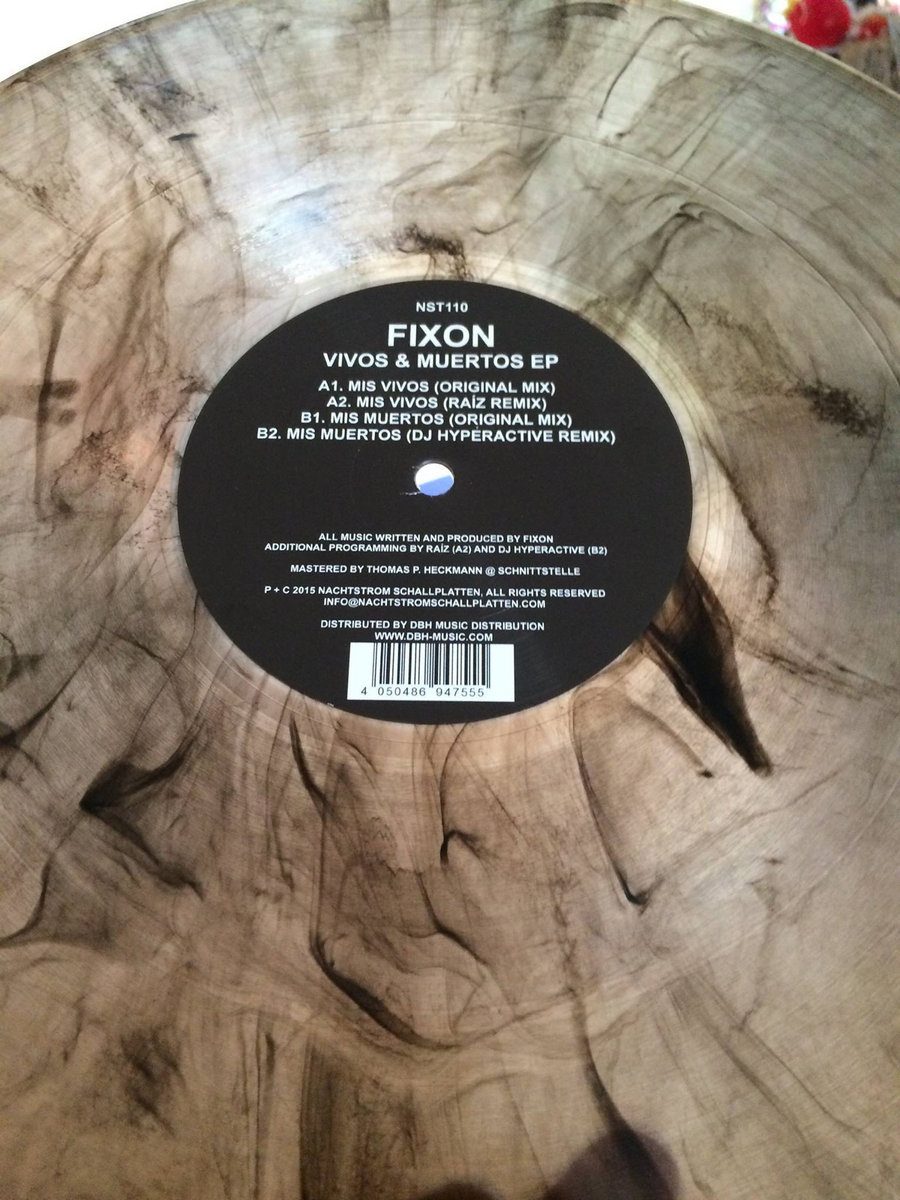 NST110
FIXON
VIVOS & MUERTOS EP
A1. MIS VIVOS (ORIGINAL MIX)
A2. MIS VIVOS (RAÍZ REMIX)
B1. MIS MUERTOS (ORIGINAL MIX)
B2. MIS MUERTOS (DJ HYPERACTIVE REMIX)
ALL MUSIC WRITTEN AND PRODUCED BY FIXON
ADDITIONAL PROGRAMMING BY RAÍZ (A2) AND DJ HYPERACTIVE (B2)
MASTERED BY THOMAS P. HECKMANN @ SCHNITTSTELLE
P + C 2015 NACHTSTROM SCHALLPLATTEN, ALL RIGHTS RESERVED
INFO@NACHTSTROMSCHALLPLATTEN.COM
DISTRIBUTED BY DBH MUSIC DISTRIBUTION
WWW.DBH-MUSIC.COM
4 050486 947555